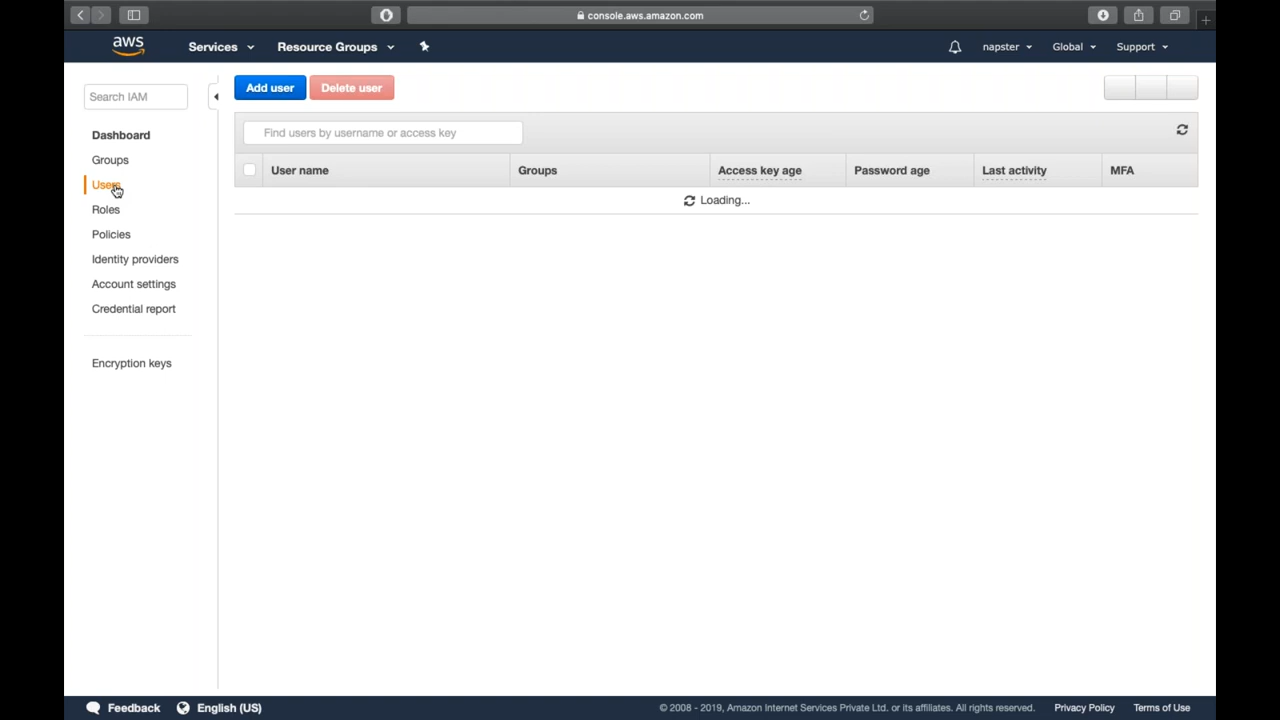 console.aws.amazon.com
aws Services Resource Groups napster Global Support
Search IAM
Dashboard
Groups
Users
Roles
Policies
Identity providers
Account settings
Credential report
Encryption keys
Add user Delete user
Find users by username or access key
User name Groups Access key age Password age Last activity MFA
Loading...
Feedback English (US) © 2008 - 2019, Amazon Internet Services Private Ltd. or its affiliates. All rights reserved. Privacy Policy Terms of Use